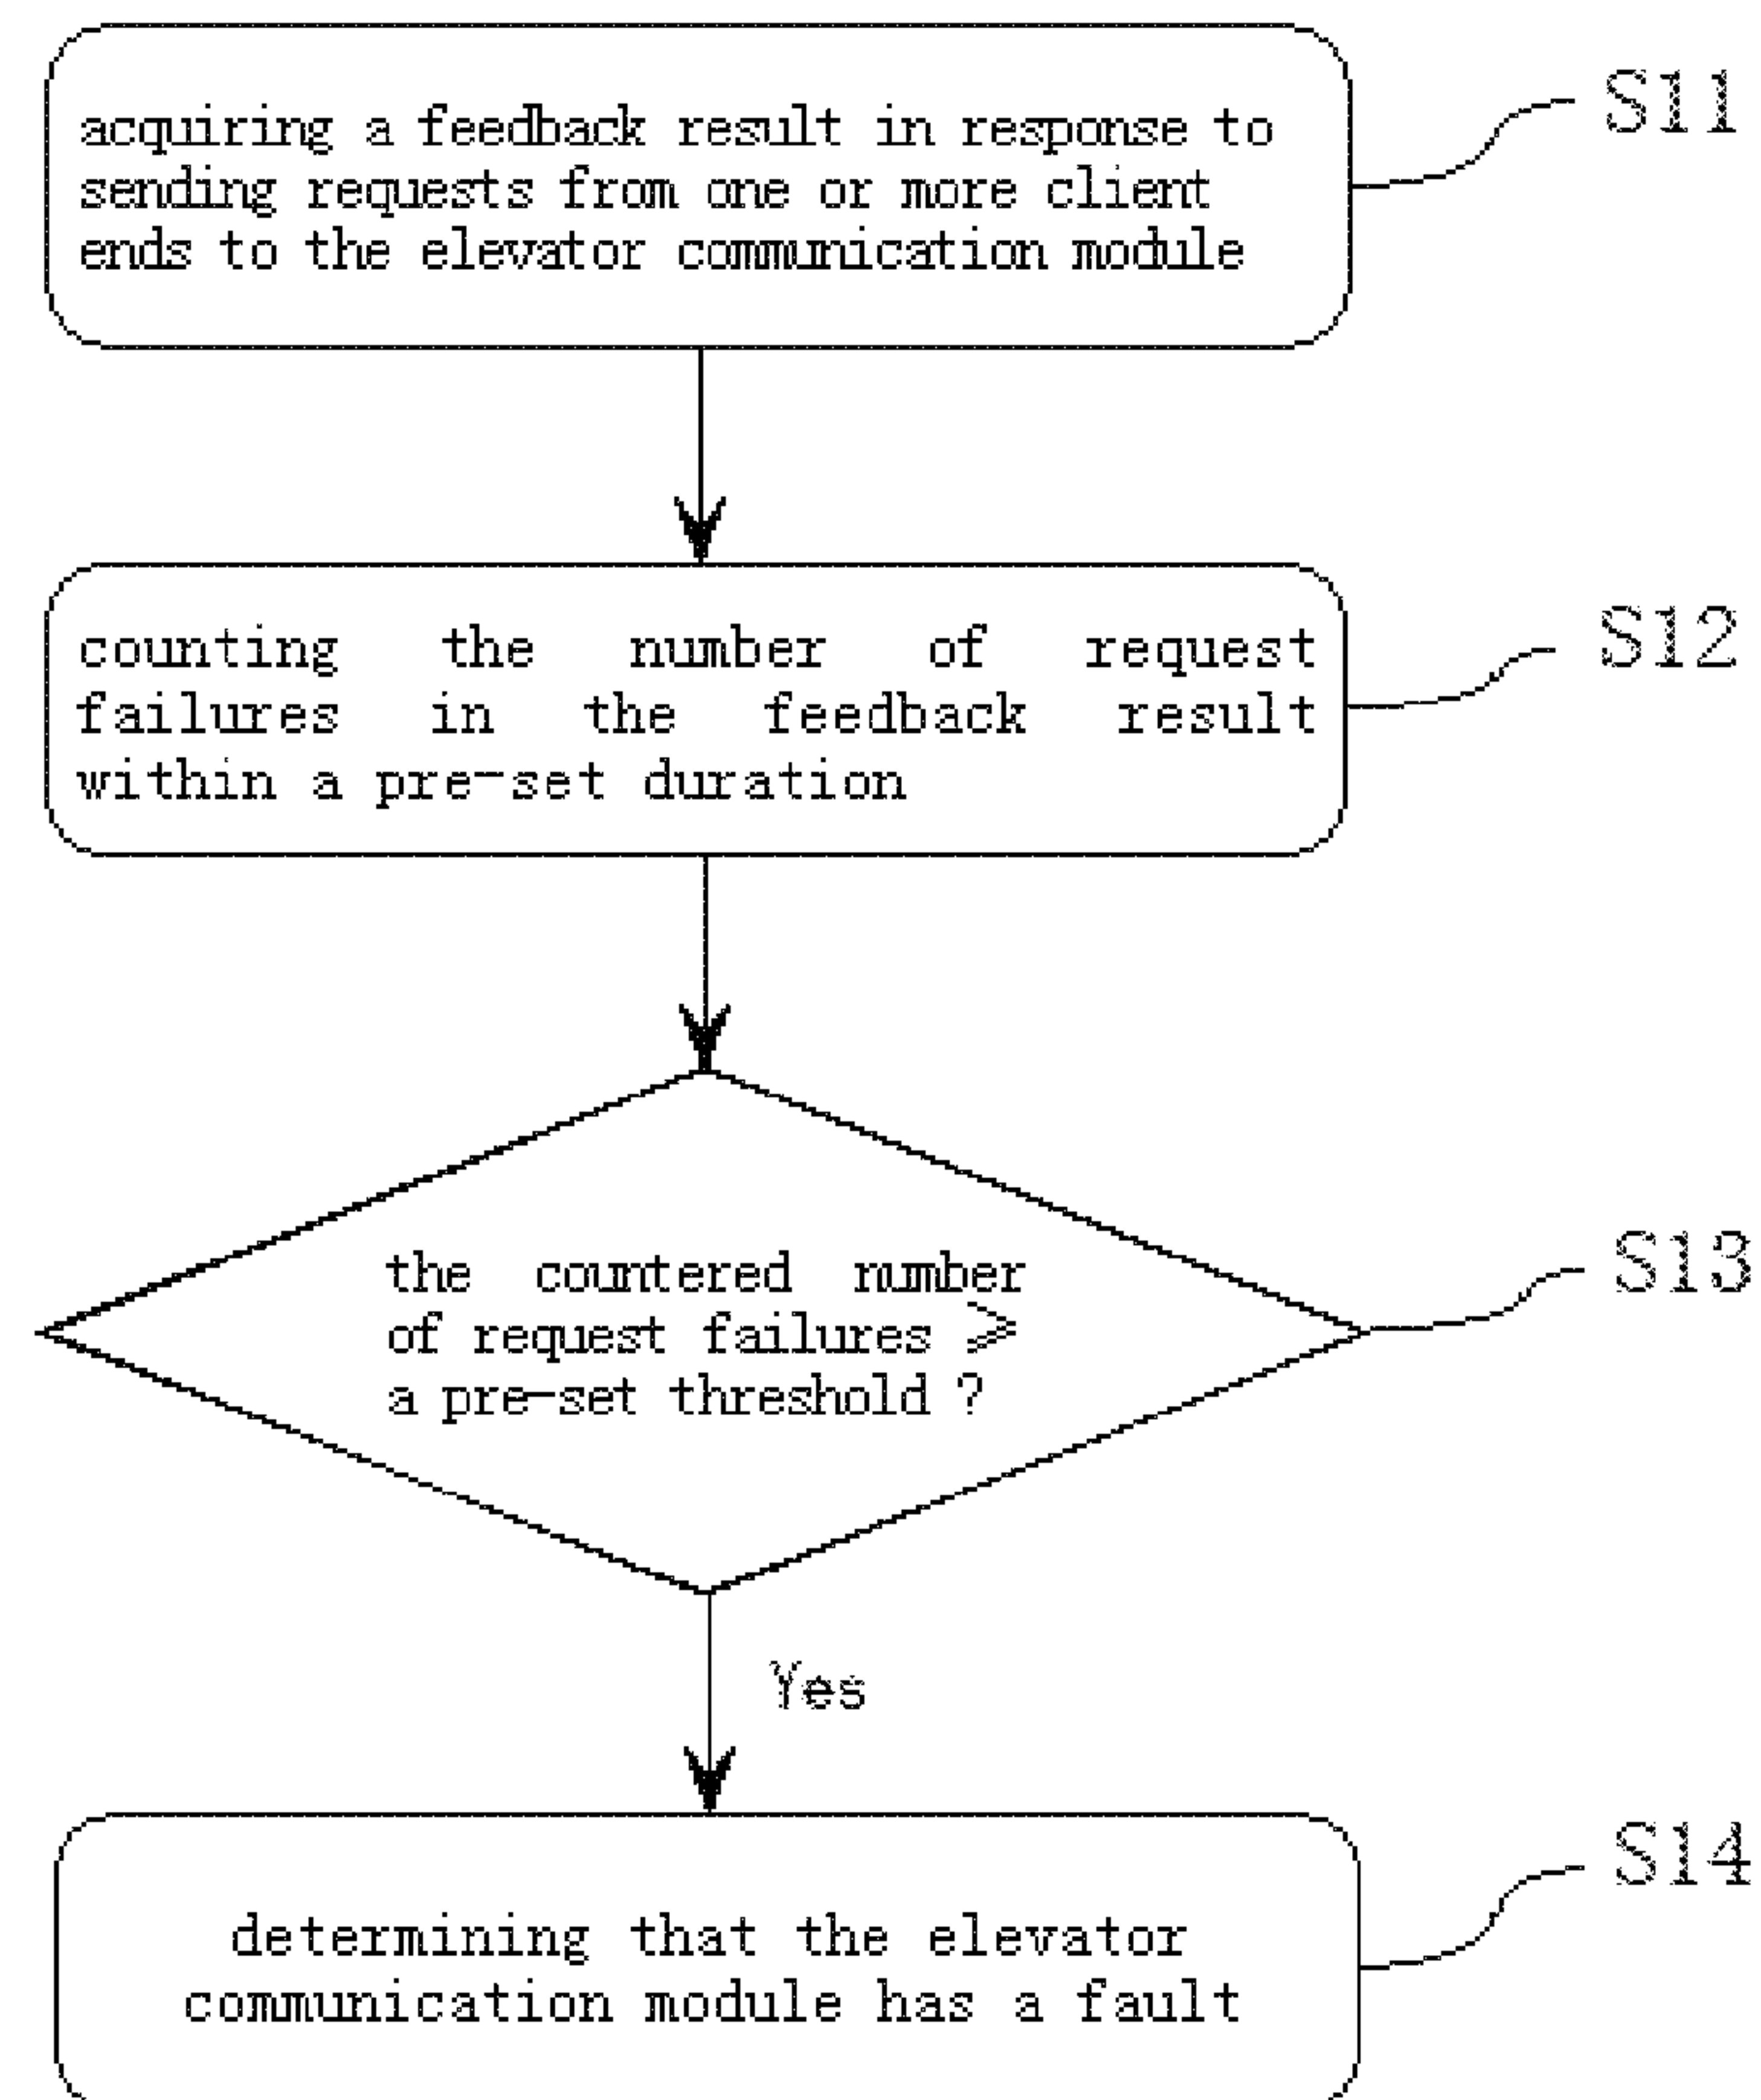 acquiring a feedback result in response to
sending requests from one or more client
ends to the elevator communication module
S11
counting the number of request
failures in the feedback result
within a pre-set duration
S12
the countered number
of request failures ⩾
a pre-set threshold ?
S13
Yes
determining that the elevator
communication module has a fault
S14